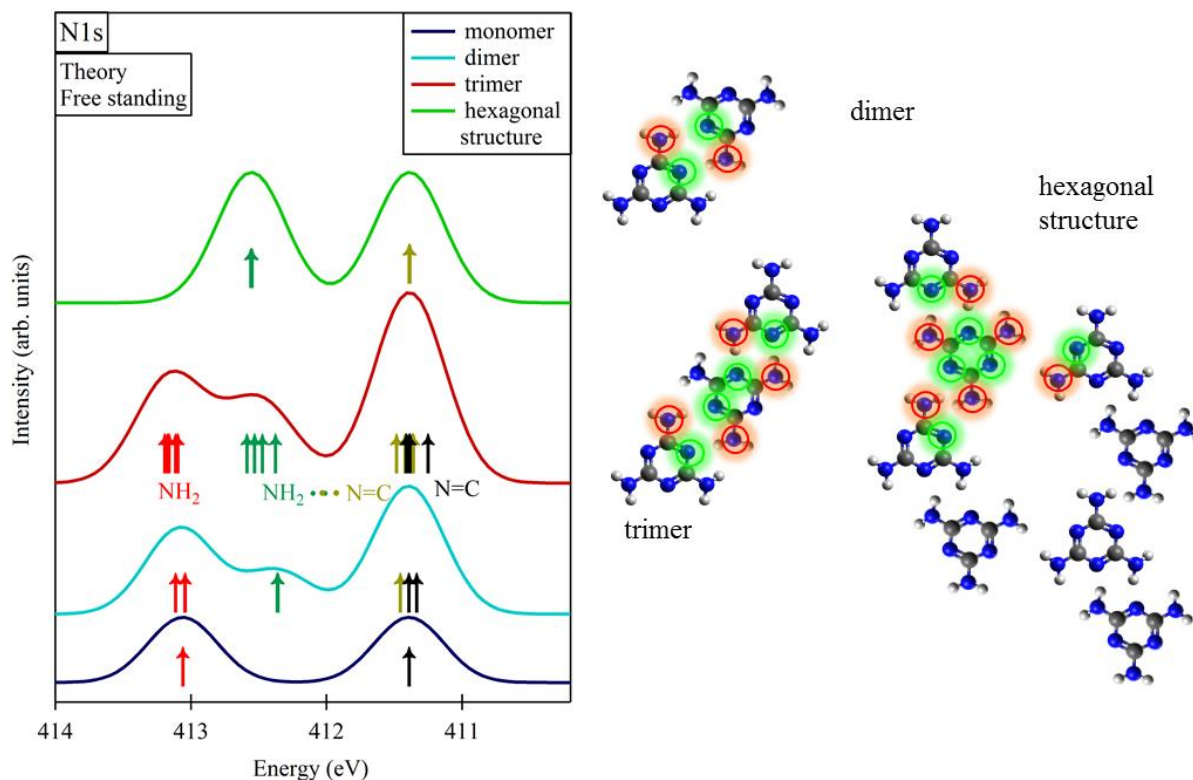 N1s
Theory
Free standing
monomer
dimer
trimer
hexagonal
structure
NH₂
NH₂ •••• N=C
N=C
Intensity (arb. units)
414
413
412
411
Energy (eV)
dimer
hexagonal
structure
trimer